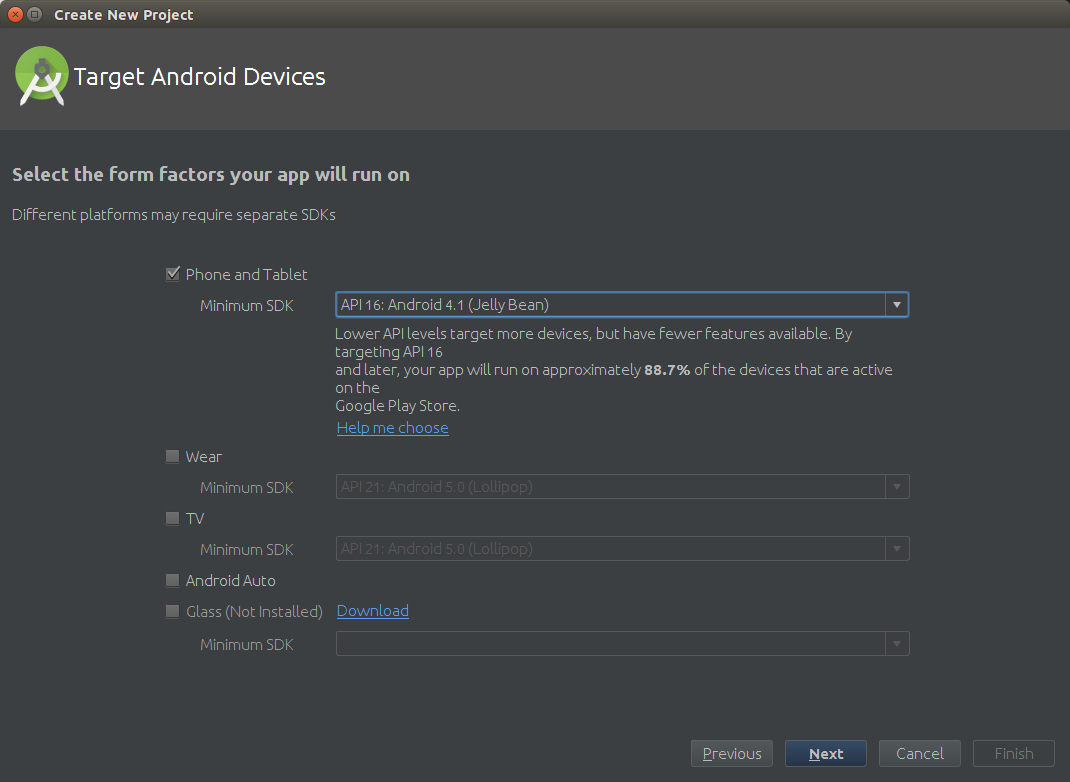 Create New Project
Target Android Devices
Select the form factors your app will run on
Different platforms may require separate SDKs
Phone and Tablet
Minimum SDK API 16: Android 4.1 (Jelly Bean)
Lower API levels target more devices, but have fewer features available. By
targeting API 16
and later, your app will run on approximately 88.7% of the devices that are active
on the
Google Play Store.
Help me choose
Wear
Minimum SDK API 21: Android 5.0 (Lollipop)
TV
Minimum SDK API 21: Android 5.0 (Lollipop)
Android Auto
Glass (Not Installed) Download
Minimum SDK
Previous Next Cancel Finish